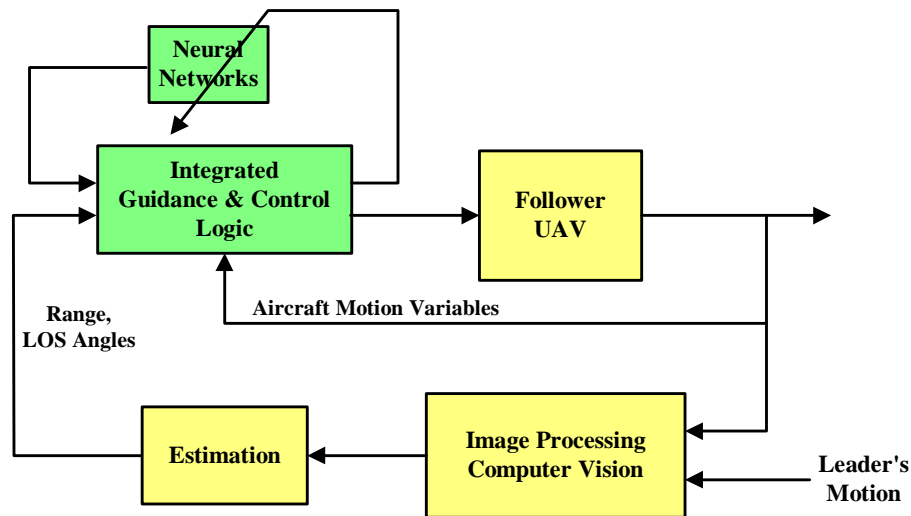 Neural
Networks
Integrated
Guidance & Control
Logic
Follower
UAV
Range,
LOS Angles
Aircraft Motion Variables
Estimation
Image Processing
Computer Vision
Leader's
Motion